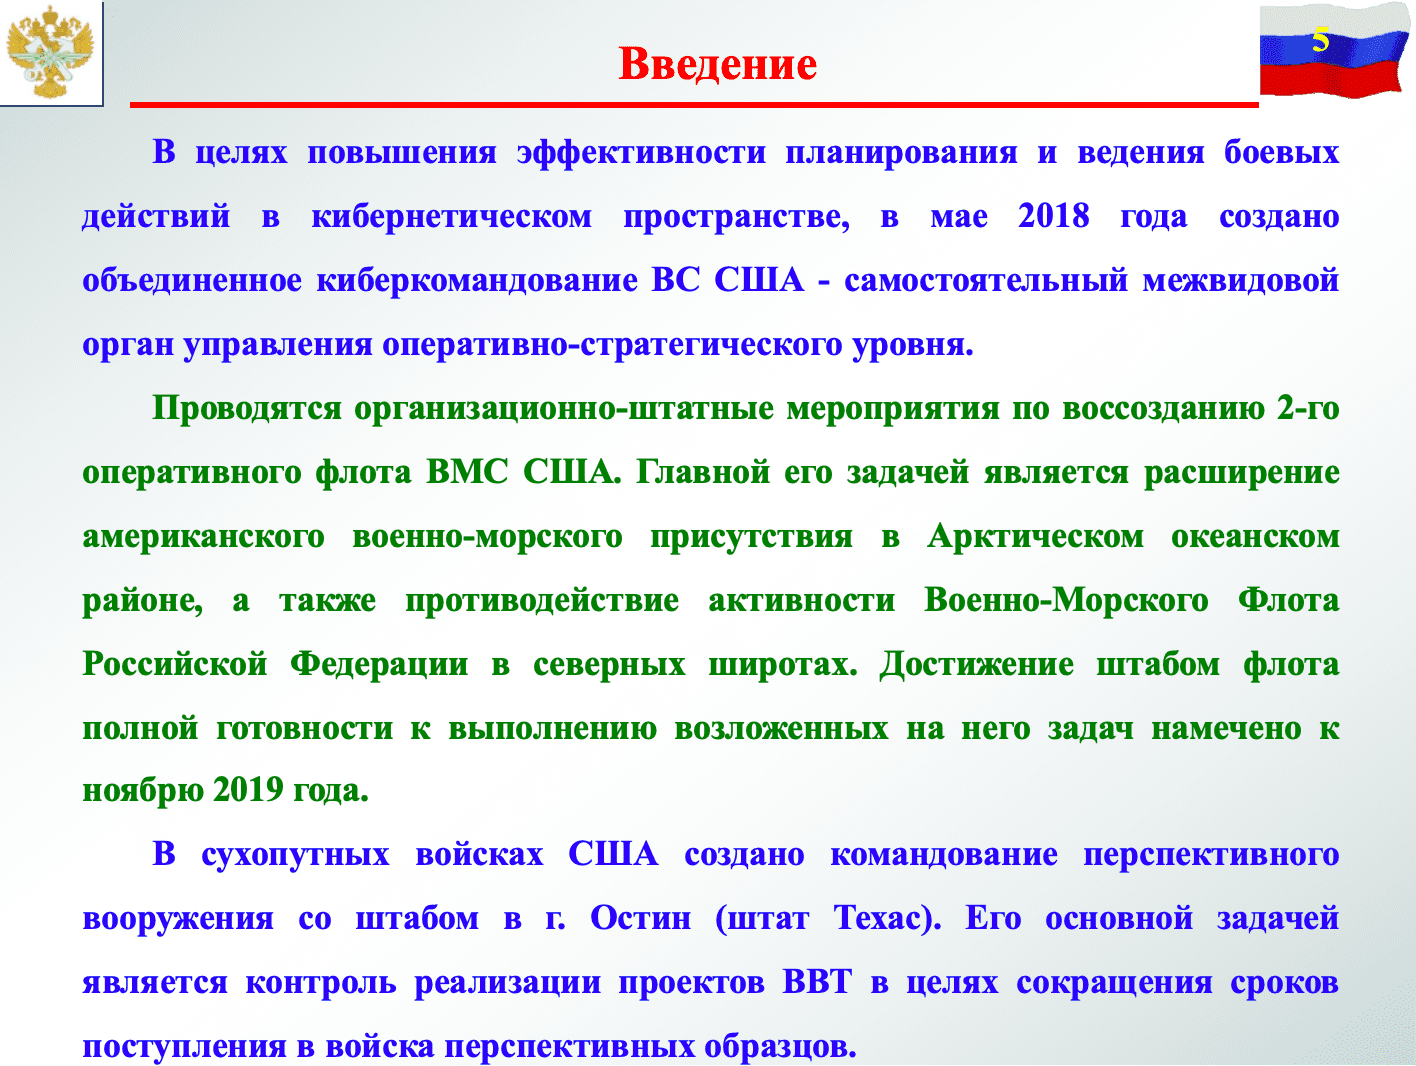 5
Введение
В целях повышения эффективности планирования и ведения боевых
действий в кибернетическом пространстве, в мае 2018 года создано
объединенное киберкомандование ВС США - самостоятельный межвидовой
орган управления оперативно-стратегического уровня.
Проводятся организационно-штатные мероприятия по воссозданию 2-го
оперативного флота ВМС США. Главной его задачей является расширение
американского военно-морского присутствия в Арктическом океанском
районе, а также противодействие активности Военно-Морского Флота
Российской Федерации в северных широтах. Достижение штабом флота
полной готовности к выполнению возложенных на него задач намечено к
ноябрю 2019 года.
В сухопутных войсках США создано командование перспективного
вооружения со штабом в г. Остин (штат Техас). Его основной задачей
является контроль реализации проектов ВВТ в целях сокращения сроков
поступления в войска перспективных образцов.